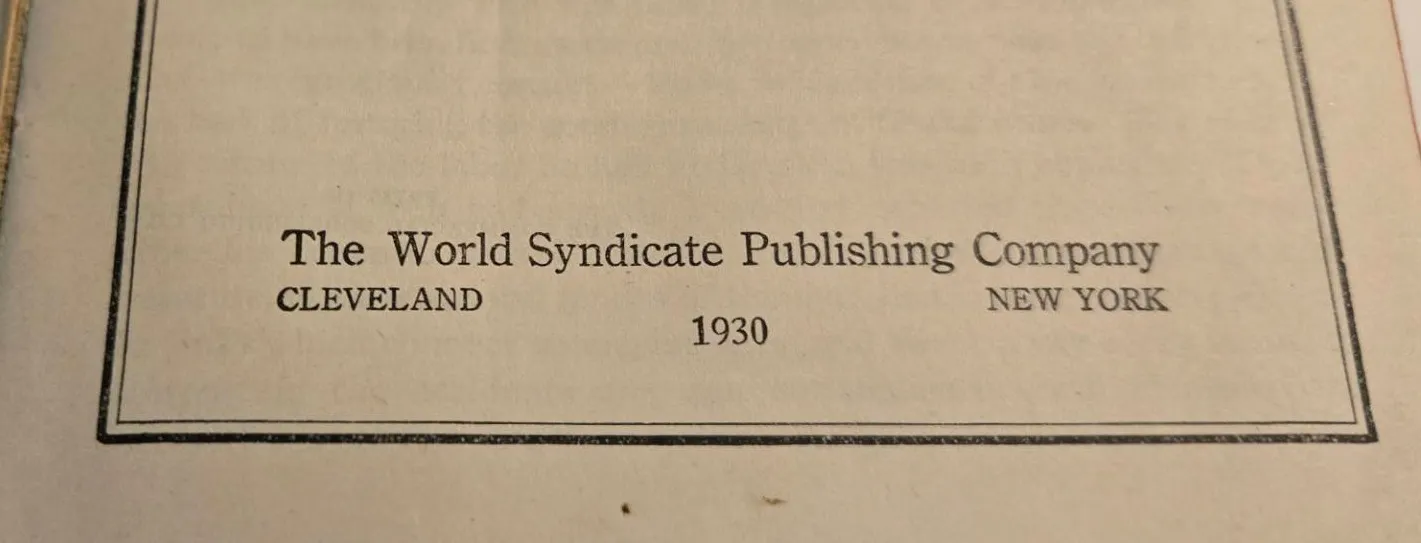 The World Syndicate Publishing Company
CLEVELAND NEW YORK
1930